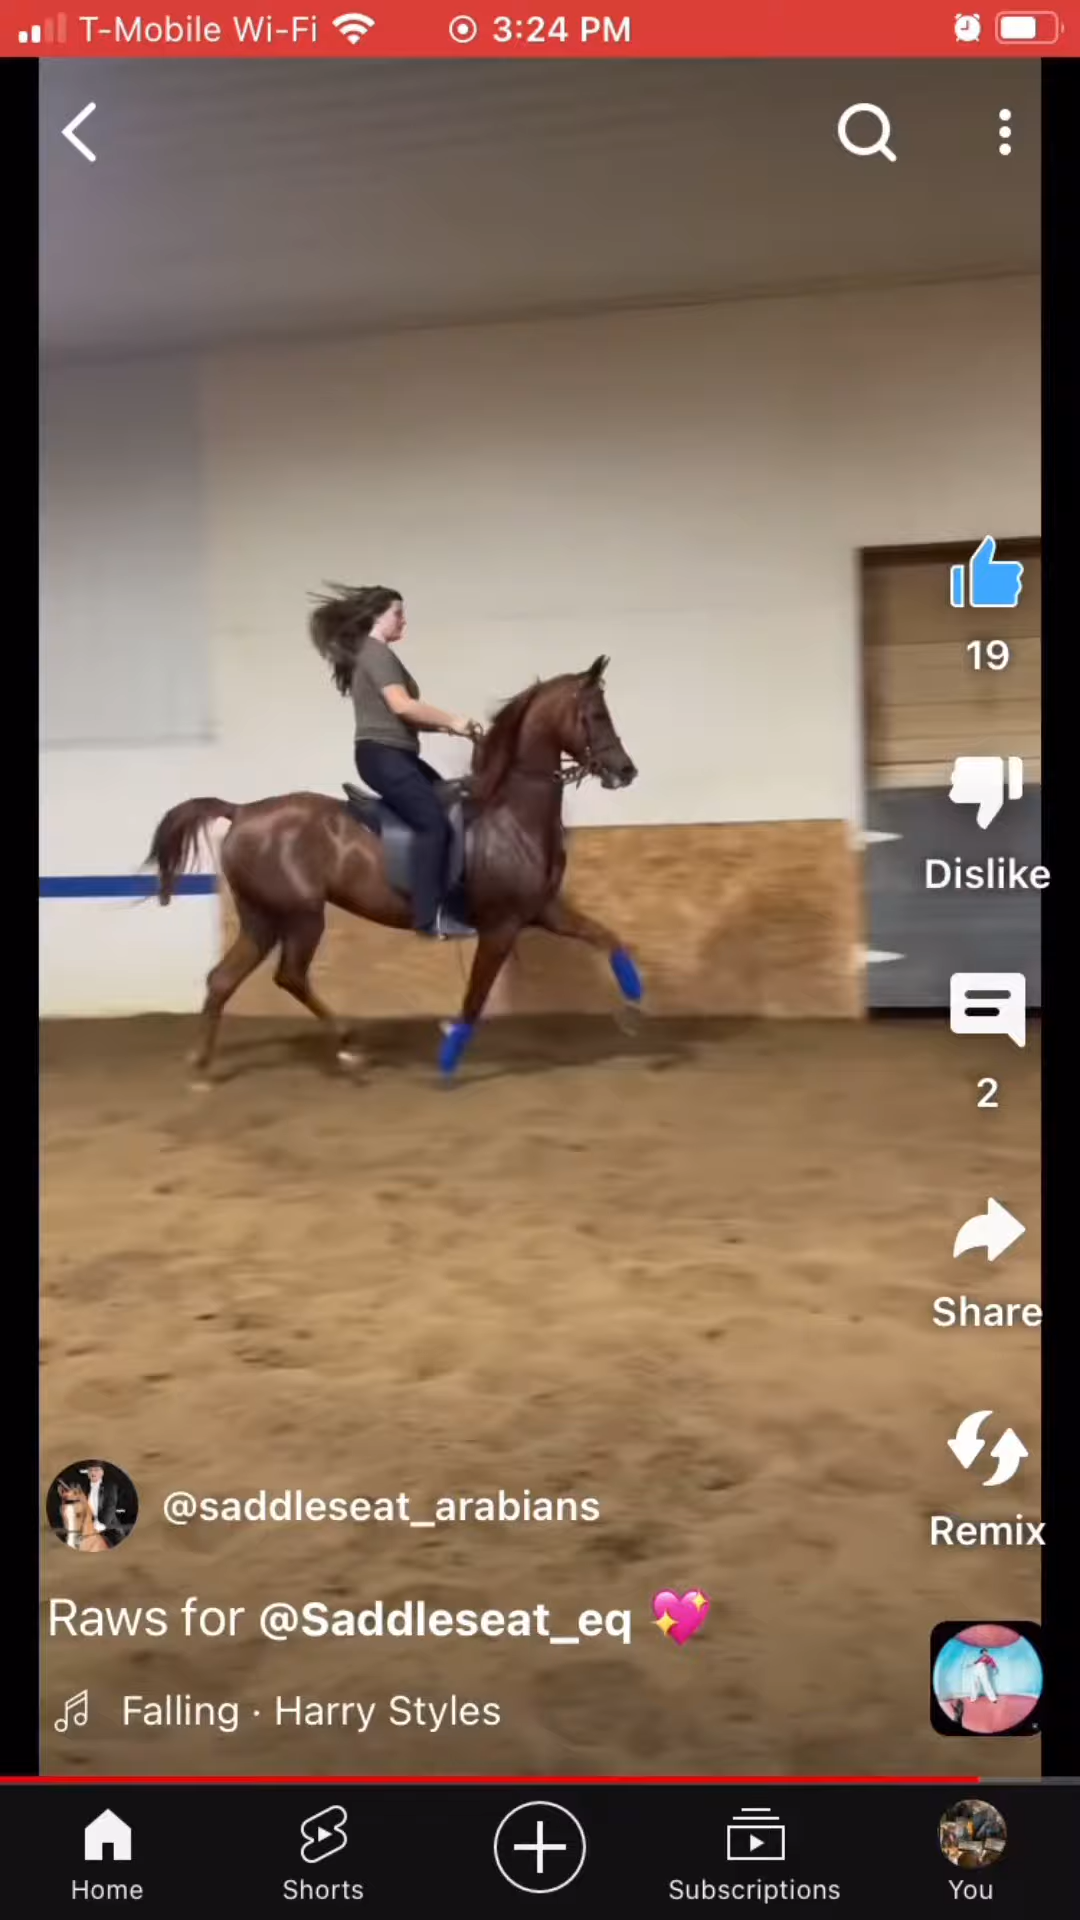 T-Mobile Wi-Fi 3:24 PM
19
Dislike
2
Share
@saddleseat_arabians
Remix
Raws for @Saddleseat_eq 💖
Falling · Harry Styles
Home Shorts Subscriptions You